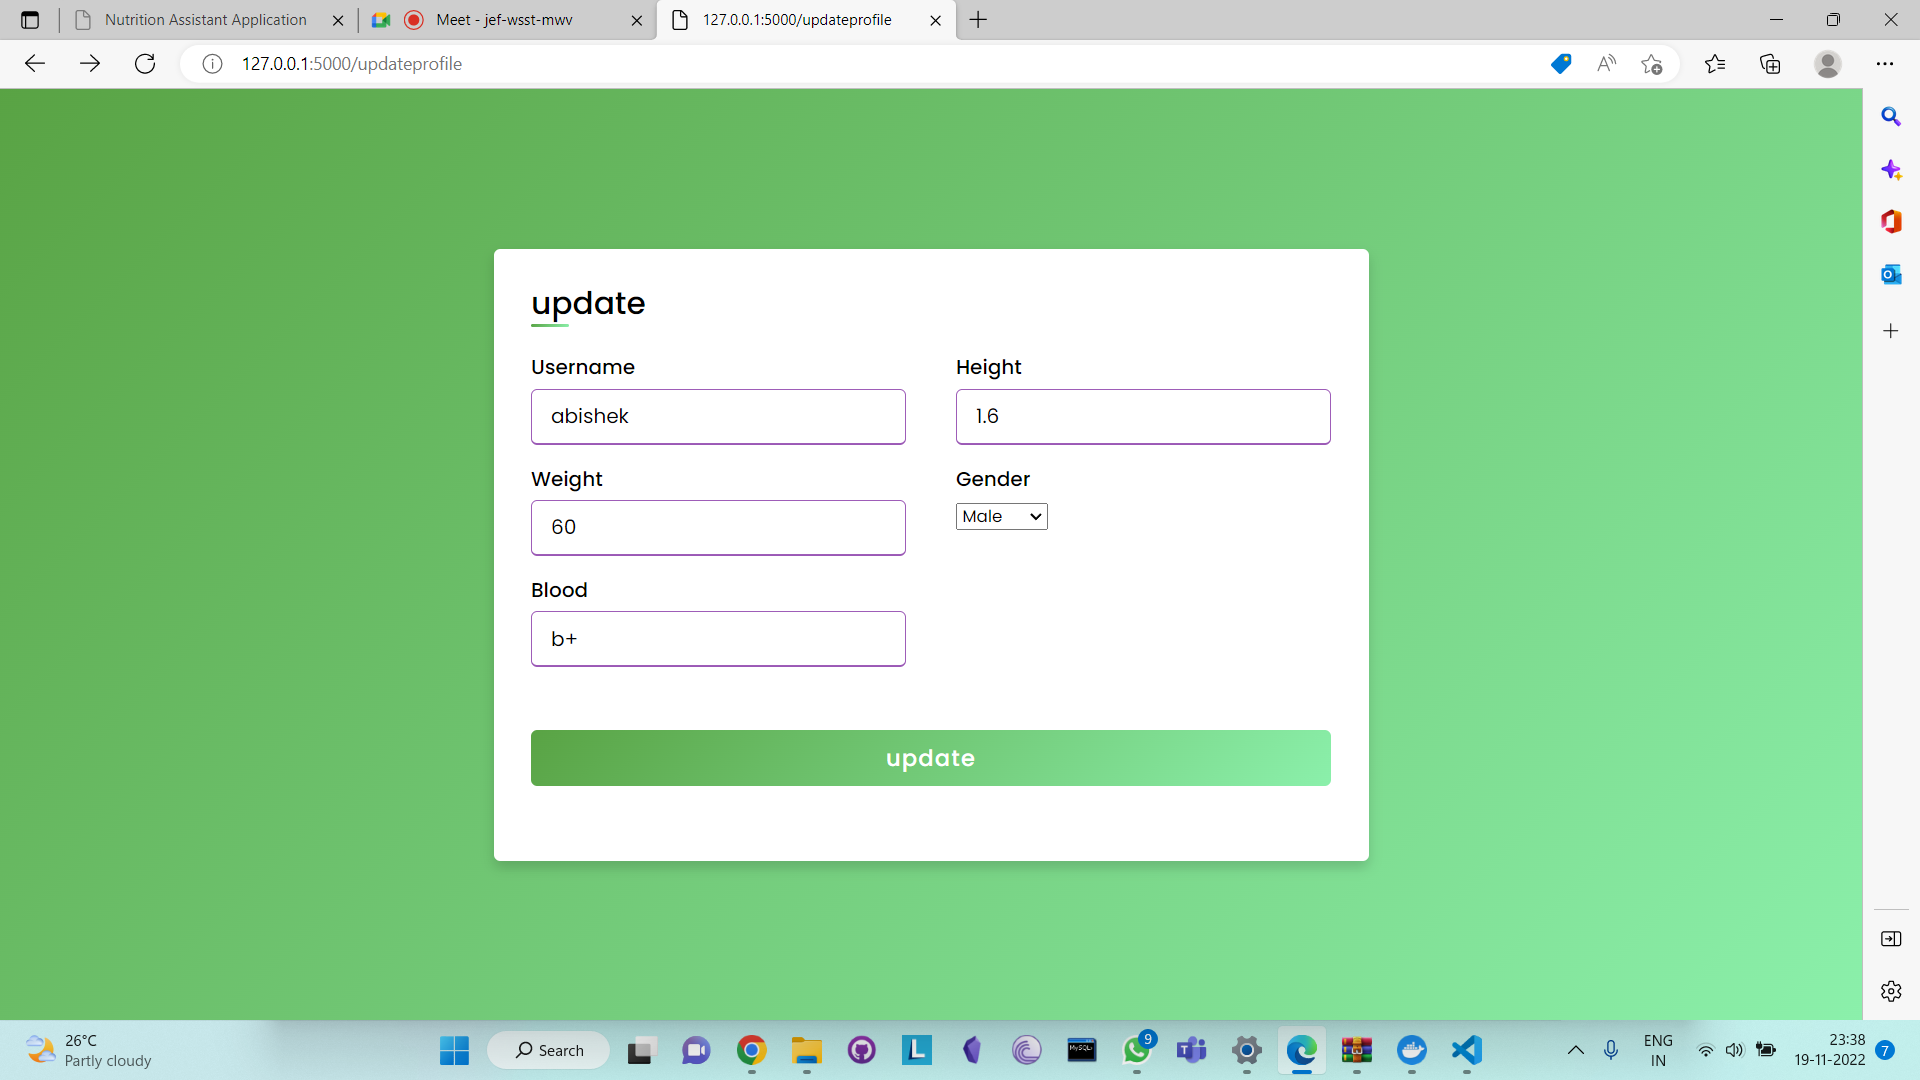 Nutrition Assistant Application
Meet - jef-wsst-mwv
127.0.0.1:5000/updateprofile
127.0.0.1:5000/updateprofile
update
Username
Height
abishek
1.6
Weight
Gender
60
Male
Blood
b+
update
26°C
Partly cloudy
Search
9
ENG
IN
23:38
19-11-2022
7